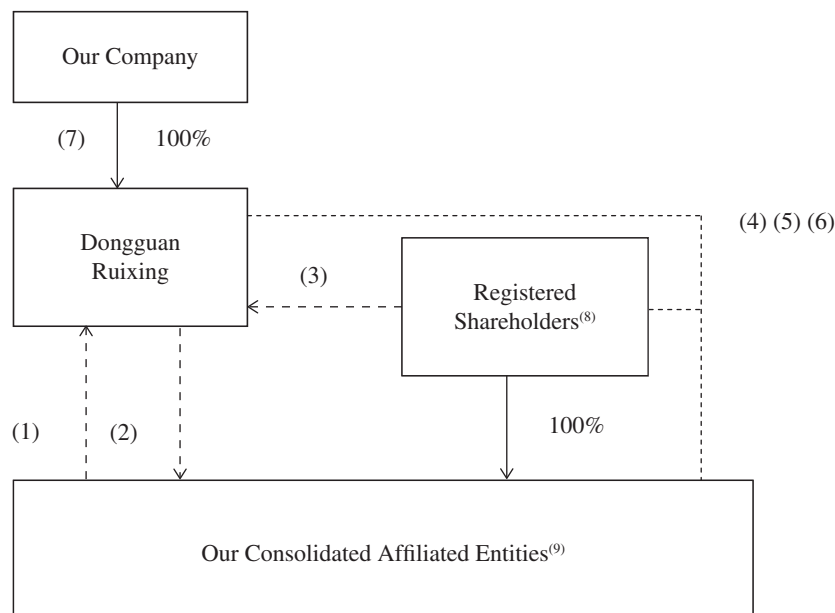 Our Company
(7)
100%
Dongguan
Ruixing
(4) (5) (6)
(3)
Registered
Shareholders(8)
(1)
(2)
100%
Our Consolidated Affiliated Entities(9)